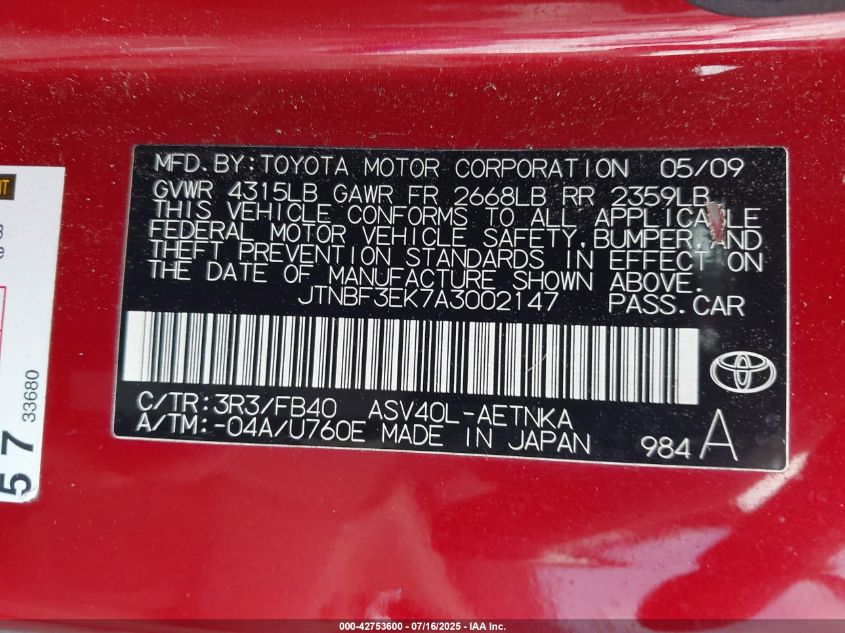 MFD. BY: TOYOTA MOTOR CORPORATION 05/09
GVWR 4315LB GAWR FR 2668LB RR 2359LB
THIS VEHICLE CONFORMS TO ALL APPLICABLE
FEDERAL MOTOR VEHICLE SAFETY, BUMPER, AND
THEFT PREVENTION STANDARDS IN EFFECT ON
THE DATE OF MANUFACTURE SHOWN ABOVE.
JTNBF3EK7A3002147 PASS. CAR
C/TR: 3R3/FB40 ASV40L-AETNKA
A/TM: -04A/U760E MADE IN JAPAN
984 A
33680
57
000-42753600 - 07/16/2025 - IAA Inc.